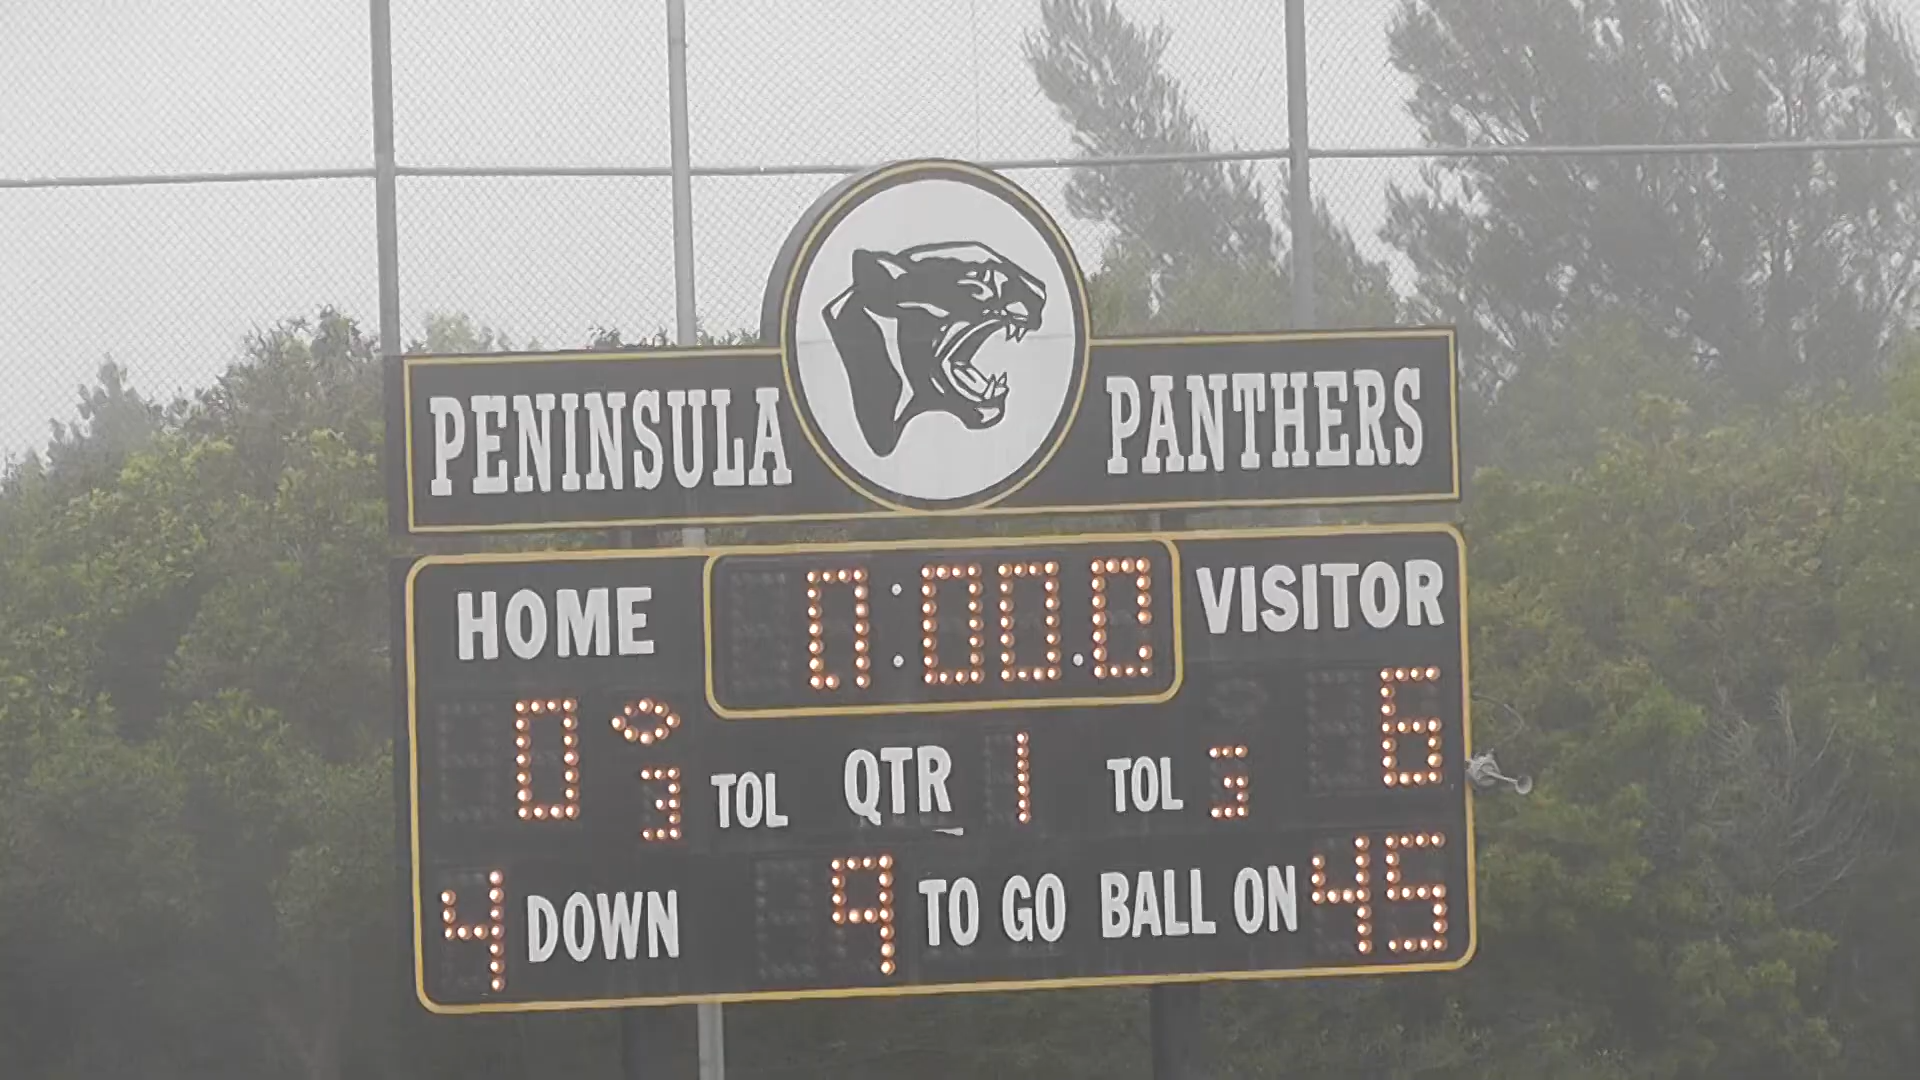 PENINSULA PANTHERS
HOME 0:00.0 VISITOR
0 3 TOL QTR 1 TOL 3 6
4 DOWN 9 TO GO BALL ON 45